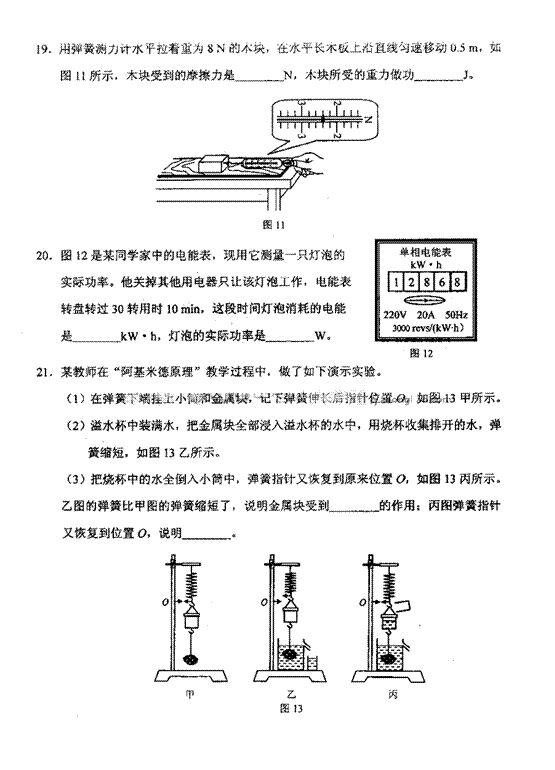 19．用弹簧测力计水平拉着重为 8 N 的木块，在水平长木板上沿直线匀速移动 0.5 m，如
图 11 所示，木块受到的摩擦力是________N，木块所受的重力做功________J。
3 2
3 2
N
图 11
20．图 12 是某同学家中的电能表，现用它测量一只灯泡的
实际功率。他关掉其他用电器只让该灯泡工作，电能表
转盘转过 30 转用时 10 min，这段时间灯泡消耗的电能
是________kW·h，灯泡的实际功率是________W。
单相电能表
kW·h
1 2 8 6 8
220V 20A 50Hz
3000 revs/(kW·h)
图 12
21．某教师在“阿基米德原理”教学过程中，做了如下演示实验。
（1）在弹簧下端挂上小筒和金属块，记下弹簧伸长后指针位置 O，如图 13 甲所示。
（2）溢水杯中装满水，把金属块全部浸入溢水杯的水中，用烧杯收集排开的水，弹
簧缩短，如图 13 乙所示。
（3）把烧杯中的水全倒入小筒中，弹簧指针又恢复到原来位置 O，如图 13 丙所示。
乙图的弹簧比甲图的弹簧缩短了，说明金属块受到________的作用；丙图弹簧指针
又恢复到位置 O，说明________。
O O O
甲 乙 丙
图 13